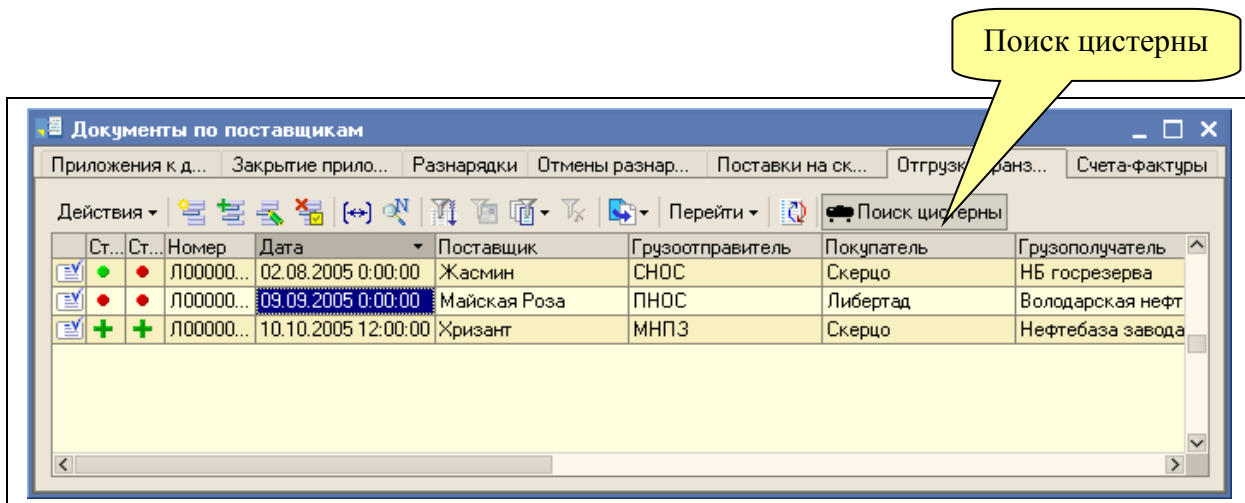 Поиск цистерны
Документы по поставщикам
Приложения к д... Закрытие прило... Разнарядки Отмены разнар... Поставки на ск... Отгрузк ранз... Счета-фактуры
Действия Перейти Поиск цистерны
Ст... Ст... Номер Дата Поставщик Грузоотправитель Покупатель Грузополучатель
Л00000... 02.08.2005 0:00:00 Жасмин СНОС Скерцо НБ госрезерва
Л00000... 09.09.2005 0:00:00 Майская Роза ПНОС Либертад Володарская нефт
Л00000... 10.10.2005 12:00:00 Хризант МНПЗ Скерцо Нефтебаза завода